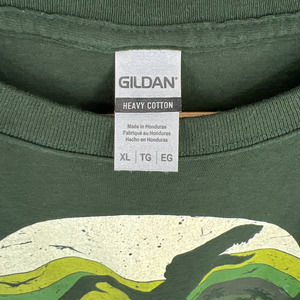 GILDAN®
HEAVY COTTON
Made in Honduras
Fabriqué au Honduras
Hecho en Honduras
XL | TG | EG